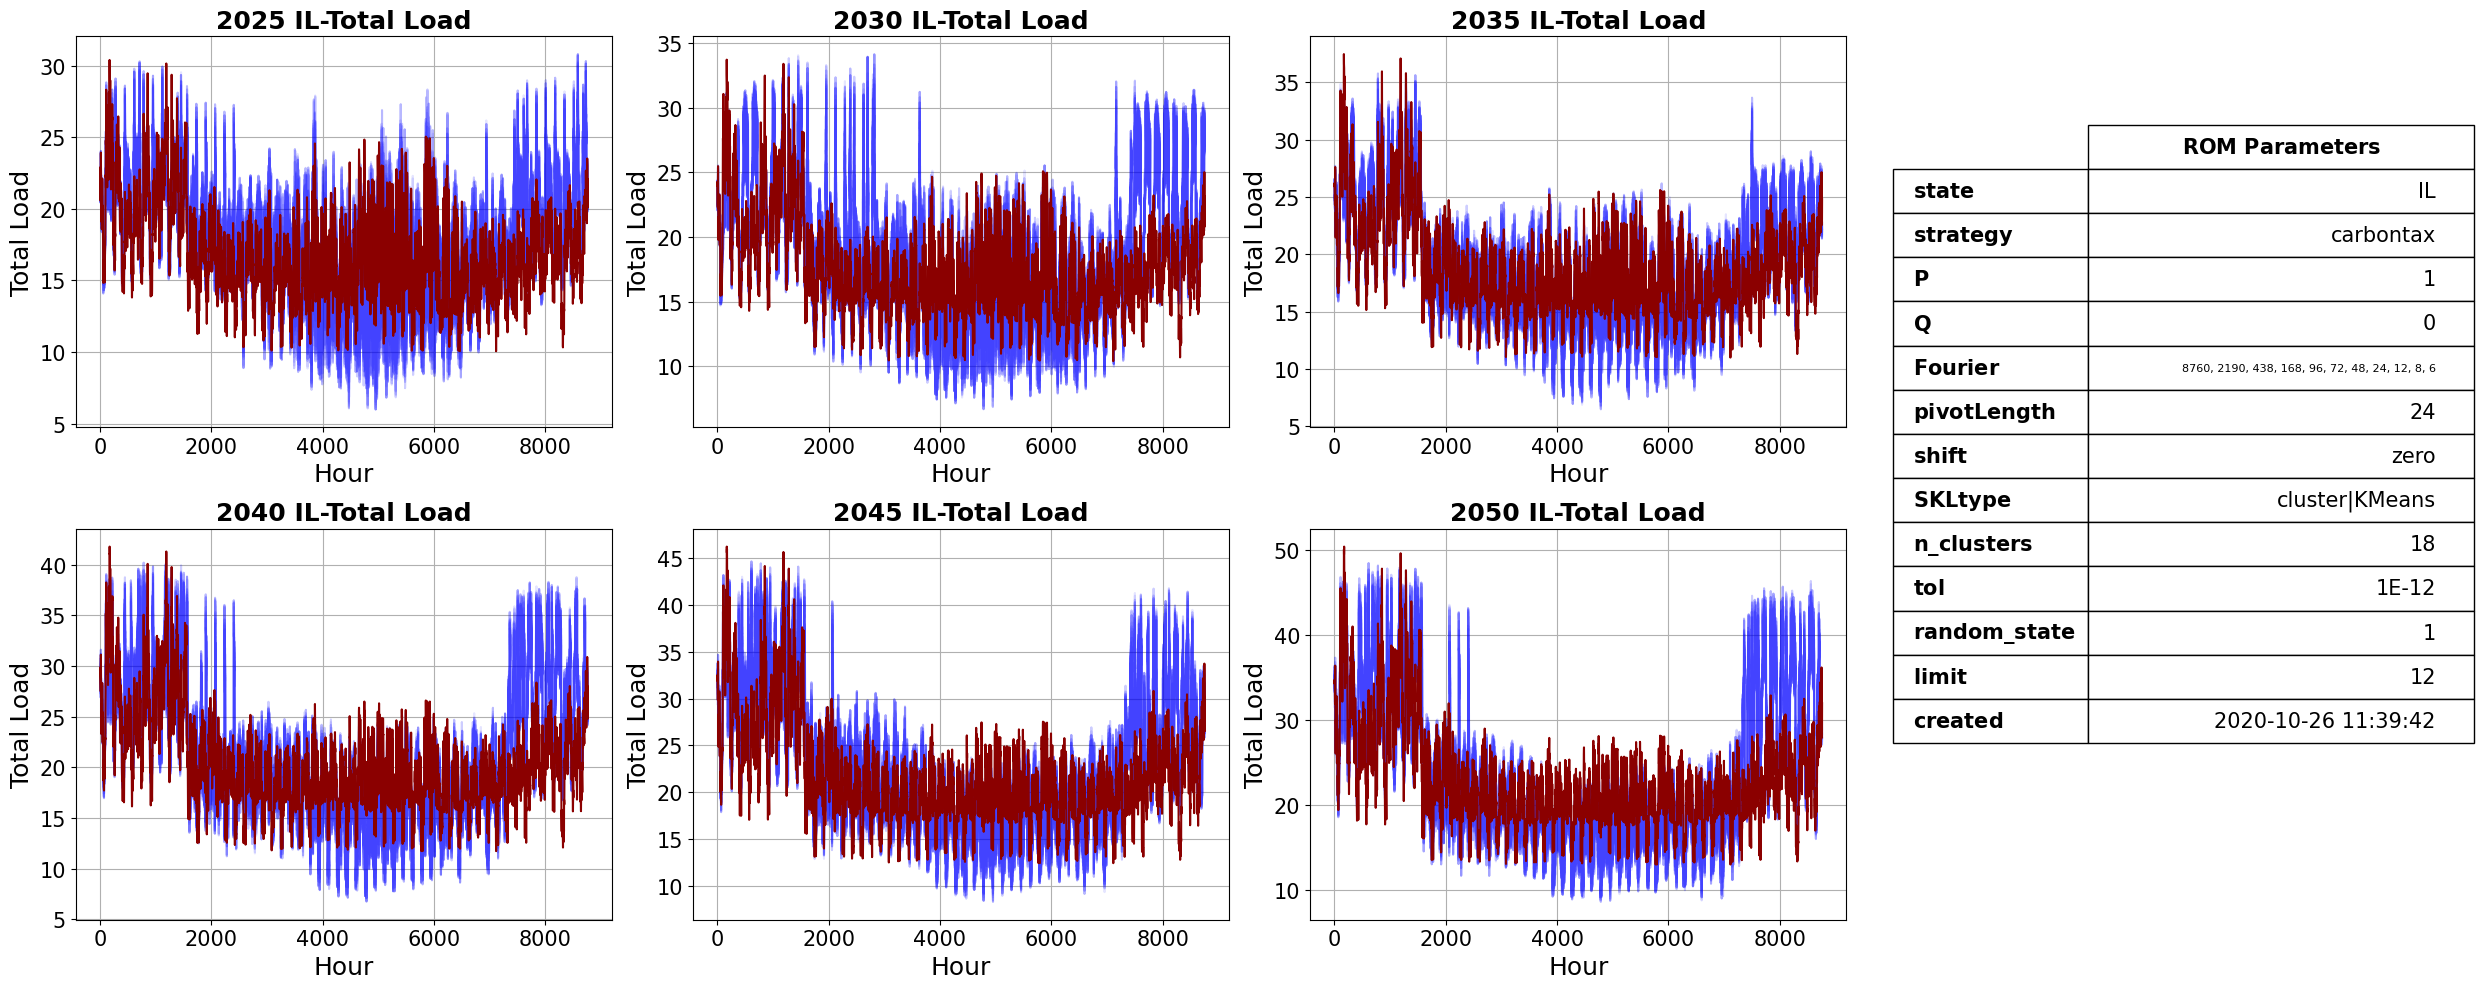 2025 IL-Total Load
30
25
20
15
10
5
Total Load
0 2000 4000 6000 8000
Hour
2030 IL-Total Load
35
30
25
20
15
10
Total Load
0 2000 4000 6000 8000
Hour
2035 IL-Total Load
35
30
25
20
15
10
5
Total Load
0 2000 4000 6000 8000
Hour
2040 IL-Total Load
40
35
30
25
20
15
10
5
Total Load
0 2000 4000 6000 8000
Hour
2045 IL-Total Load
45
40
35
30
25
20
15
10
Total Load
0 2000 4000 6000 8000
Hour
2050 IL-Total Load
50
40
30
20
10
Total Load
0 2000 4000 6000 8000
Hour
ROM Parameters
state IL
strategy carbontax
P 1
Q 0
Fourier 8760, 2190, 438, 168, 96, 72, 48, 24, 12, 8, 6
pivotLength 24
shift zero
SKLtype cluster|KMeans
n_clusters 18
tol 1E-12
random_state 1
limit 12
created 2020-10-26 11:39:42